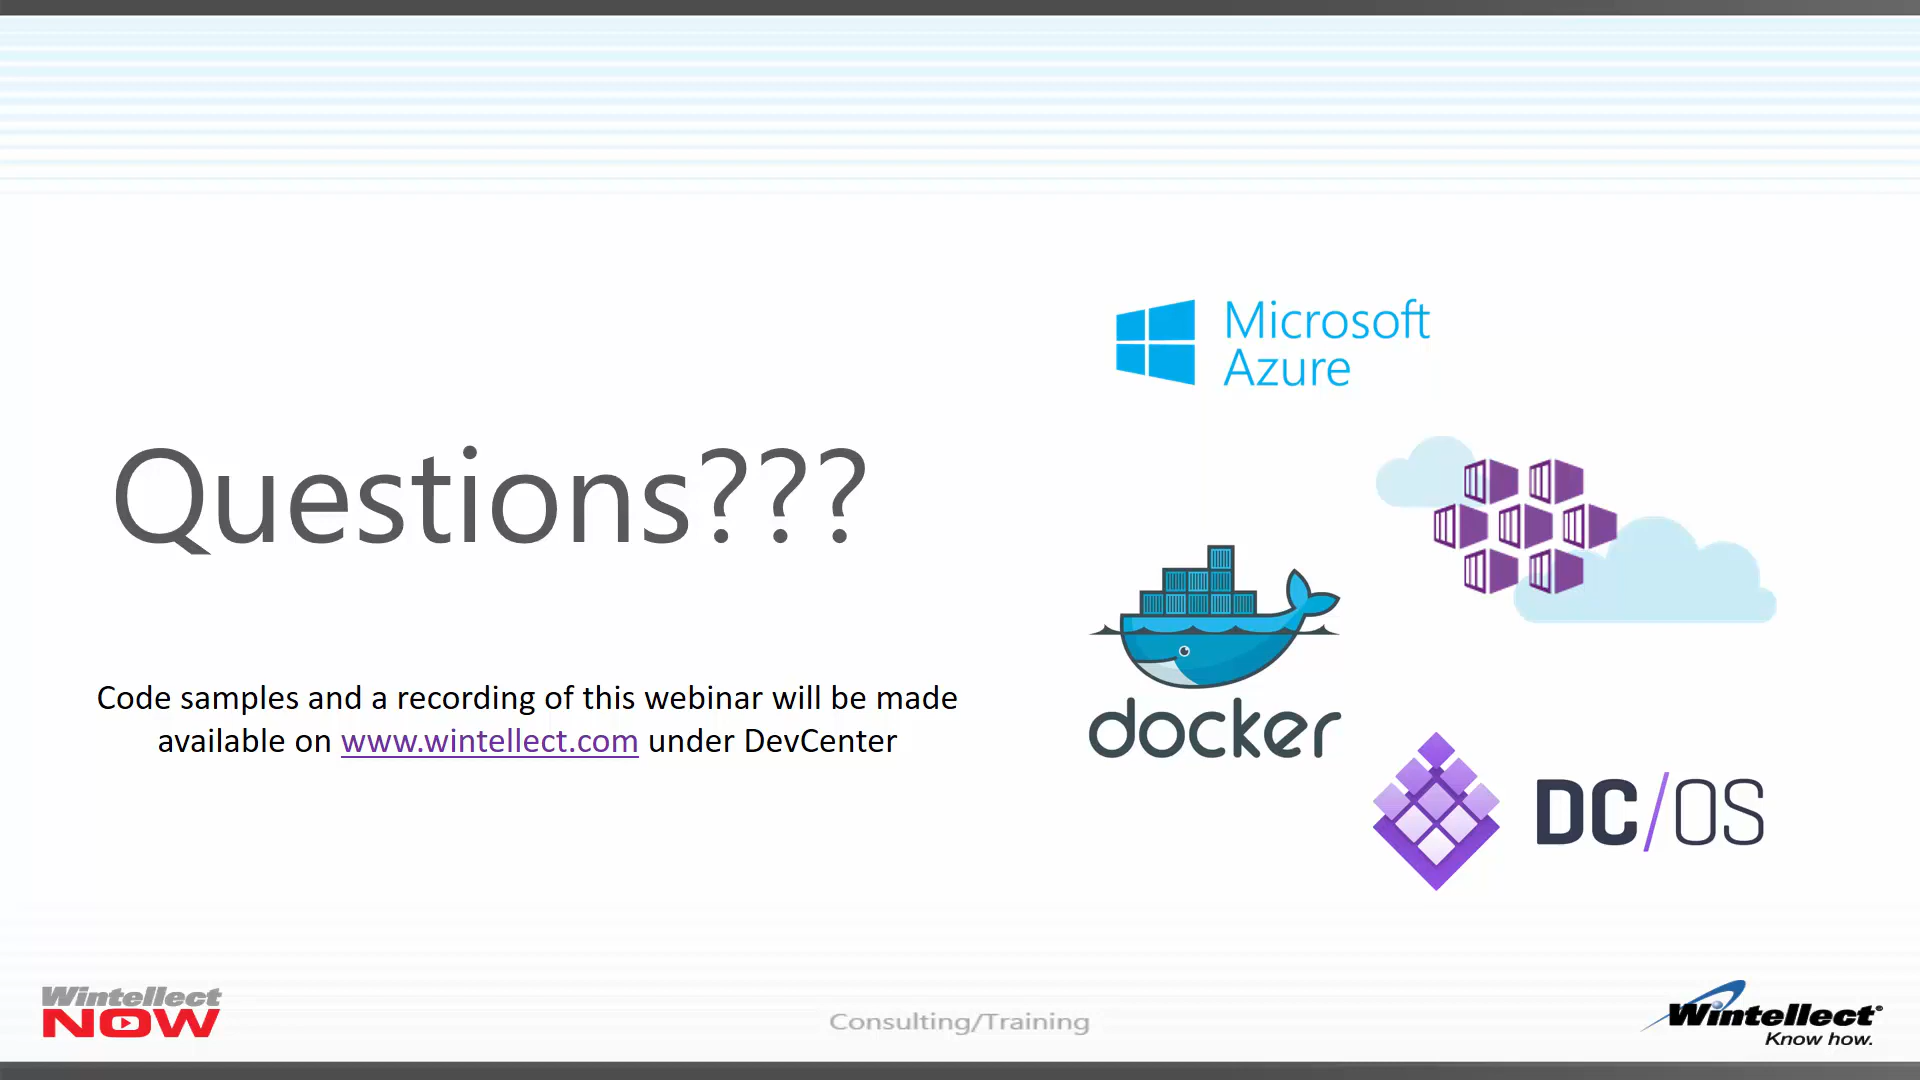 Microsoft
Azure
Questions???
docker
Code samples and a recording of this webinar will be made
available on www.wintellect.com under DevCenter
DC/OS
Wintellect
NOW
Consulting/Training
Wintellect®
Know how.